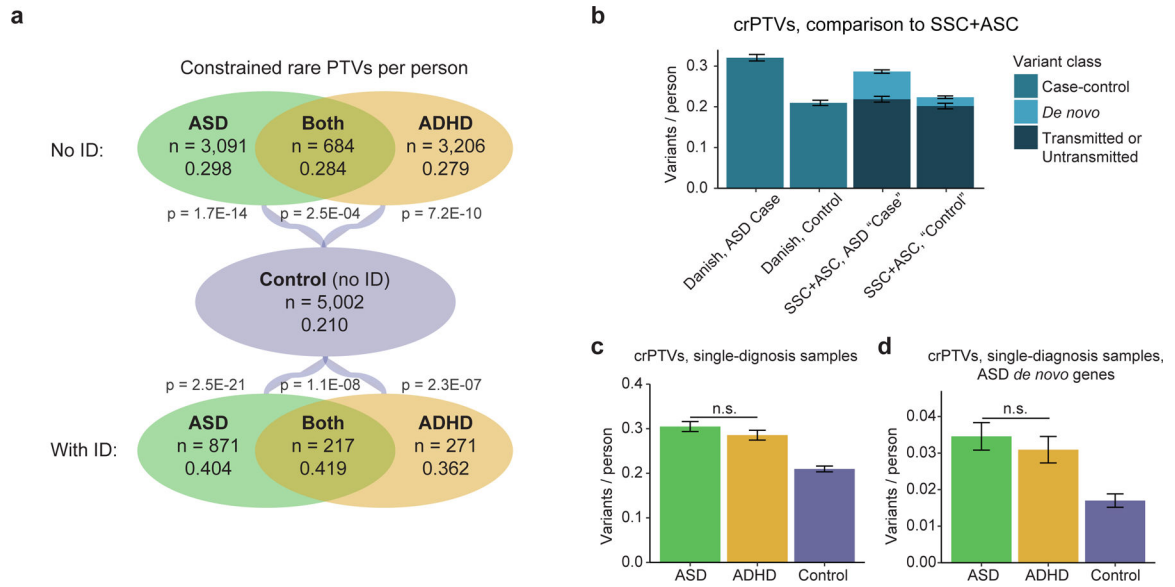 a
Constrained rare PTVs per person
No ID:
ASD
n = 3,091
0.298
Both
n = 684
0.284
ADHD
n = 3,206
0.279
p = 1.7E-14
p = 2.5E-04
p = 7.2E-10
Control (no ID)
n = 5,002
0.210
p = 2.5E-21
p = 1.1E-08
p = 2.3E-07
With ID:
ASD
n = 871
0.404
Both
n = 217
0.419
ADHD
n = 271
0.362
b
crPTVs, comparison to SSC+ASC
Variants / person
0.3
0.2
0.1
0.0
Danish, ASD Case
Danish, Control
SSC+ASC, ASD “Case”
SSC+ASC, “Control”
Variant class
Case-control
De novo
Transmitted or
Untransmitted
c
crPTVs, single-dignosis samples
Variants / person
0.4
0.3
0.2
0.1
0.0
n.s.
ASD
ADHD
Control
d
crPTVs, single-diagnosis samples,
ASD de novo genes
Variants / person
0.04
0.03
0.02
0.01
0.00
n.s.
ASD
ADHD
Control